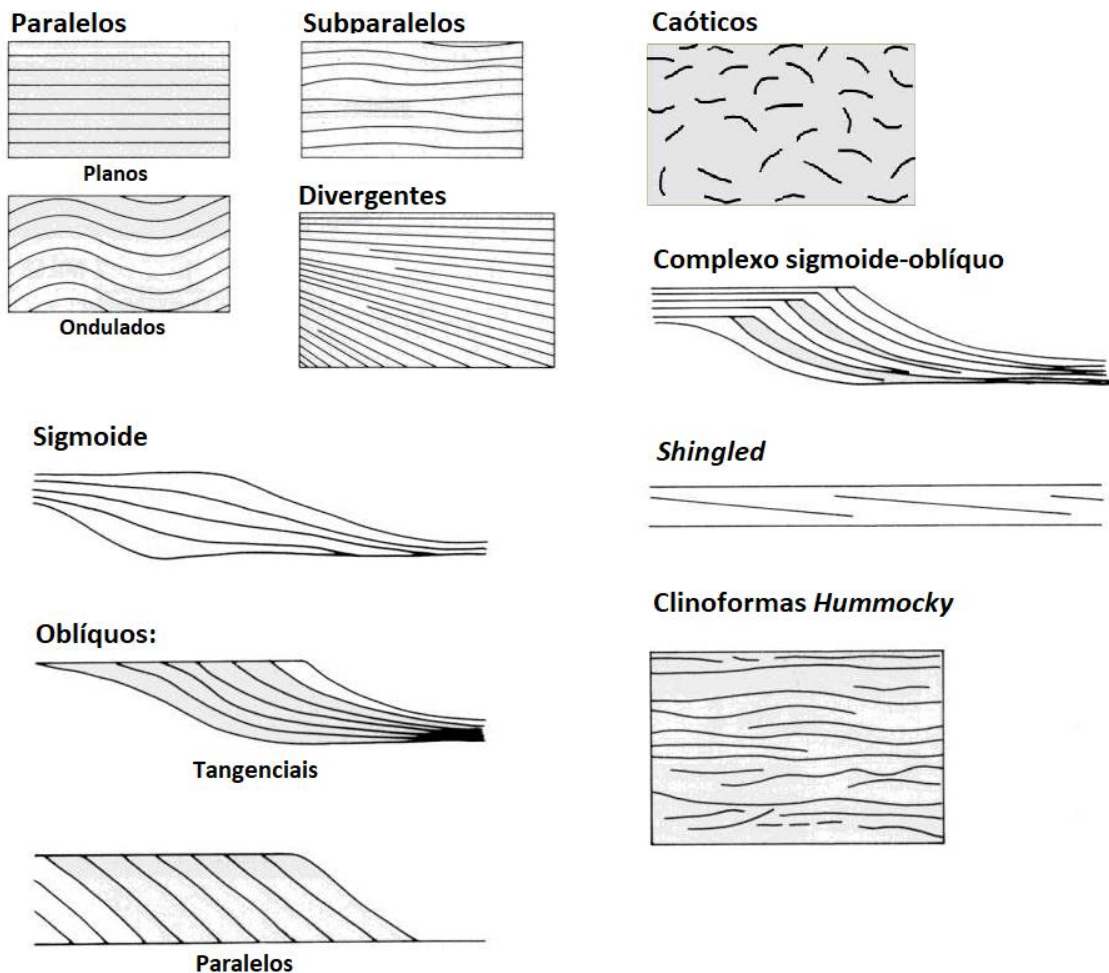 Paralelos
Planos
Ondulados
Subparalelos
Divergentes
Caóticos
Complexo sigmoide-oblíquo
Sigmoide
Shingled
Oblíquos:
Tangenciais
Paralelos
Clinoformas Hummocky